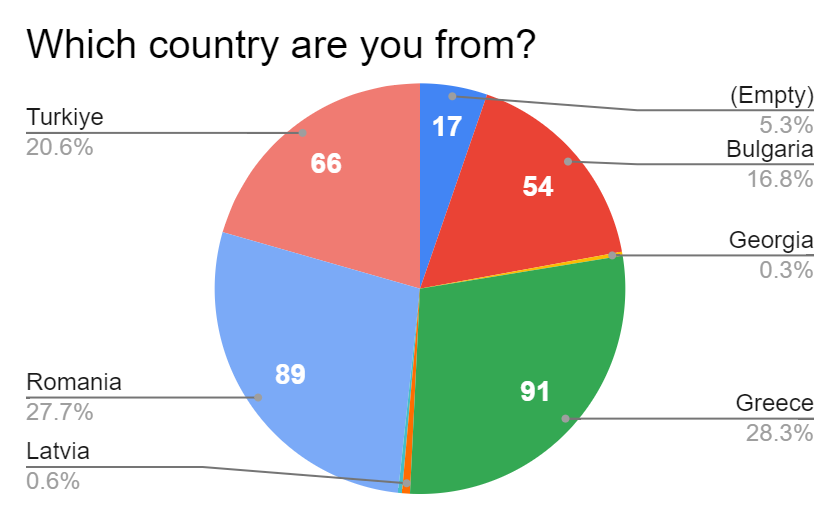 Which country are you from?
(Empty)
5.3%
Bulgaria
16.8%
Georgia
0.3%
Greece
28.3%
Turkiye
20.6%
Romania
27.7%
Latvia
0.6%
17
54
91
89
66